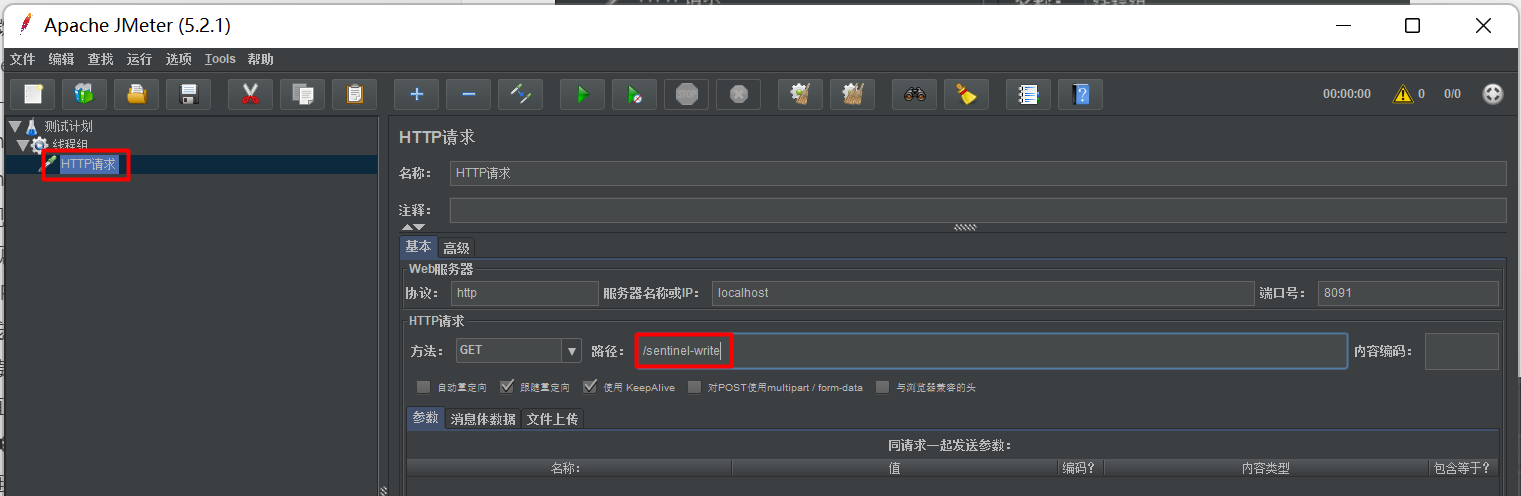 Apache JMeter (5.2.1)
文件 编辑 查找 运行 选项 Tools 帮助
STOP
00:00:00 0 0/0
测试计划
线程组
HTTP请求
HTTP请求
名称： HTTP请求
注释：
基本 高级
Web服务器
协议： http 服务器名称或IP： localhost 端口号： 8091
HTTP请求
方法： GET 路径： /sentinel-write 内容编码：
自动重定向 跟随重定向 使用 KeepAlive 对POST使用multipart / form-data 与浏览器兼容的头
参数 消息体数据 文件上传
同请求一起发送参数：
名称： 值 编码？ 内容类型 包含等于？